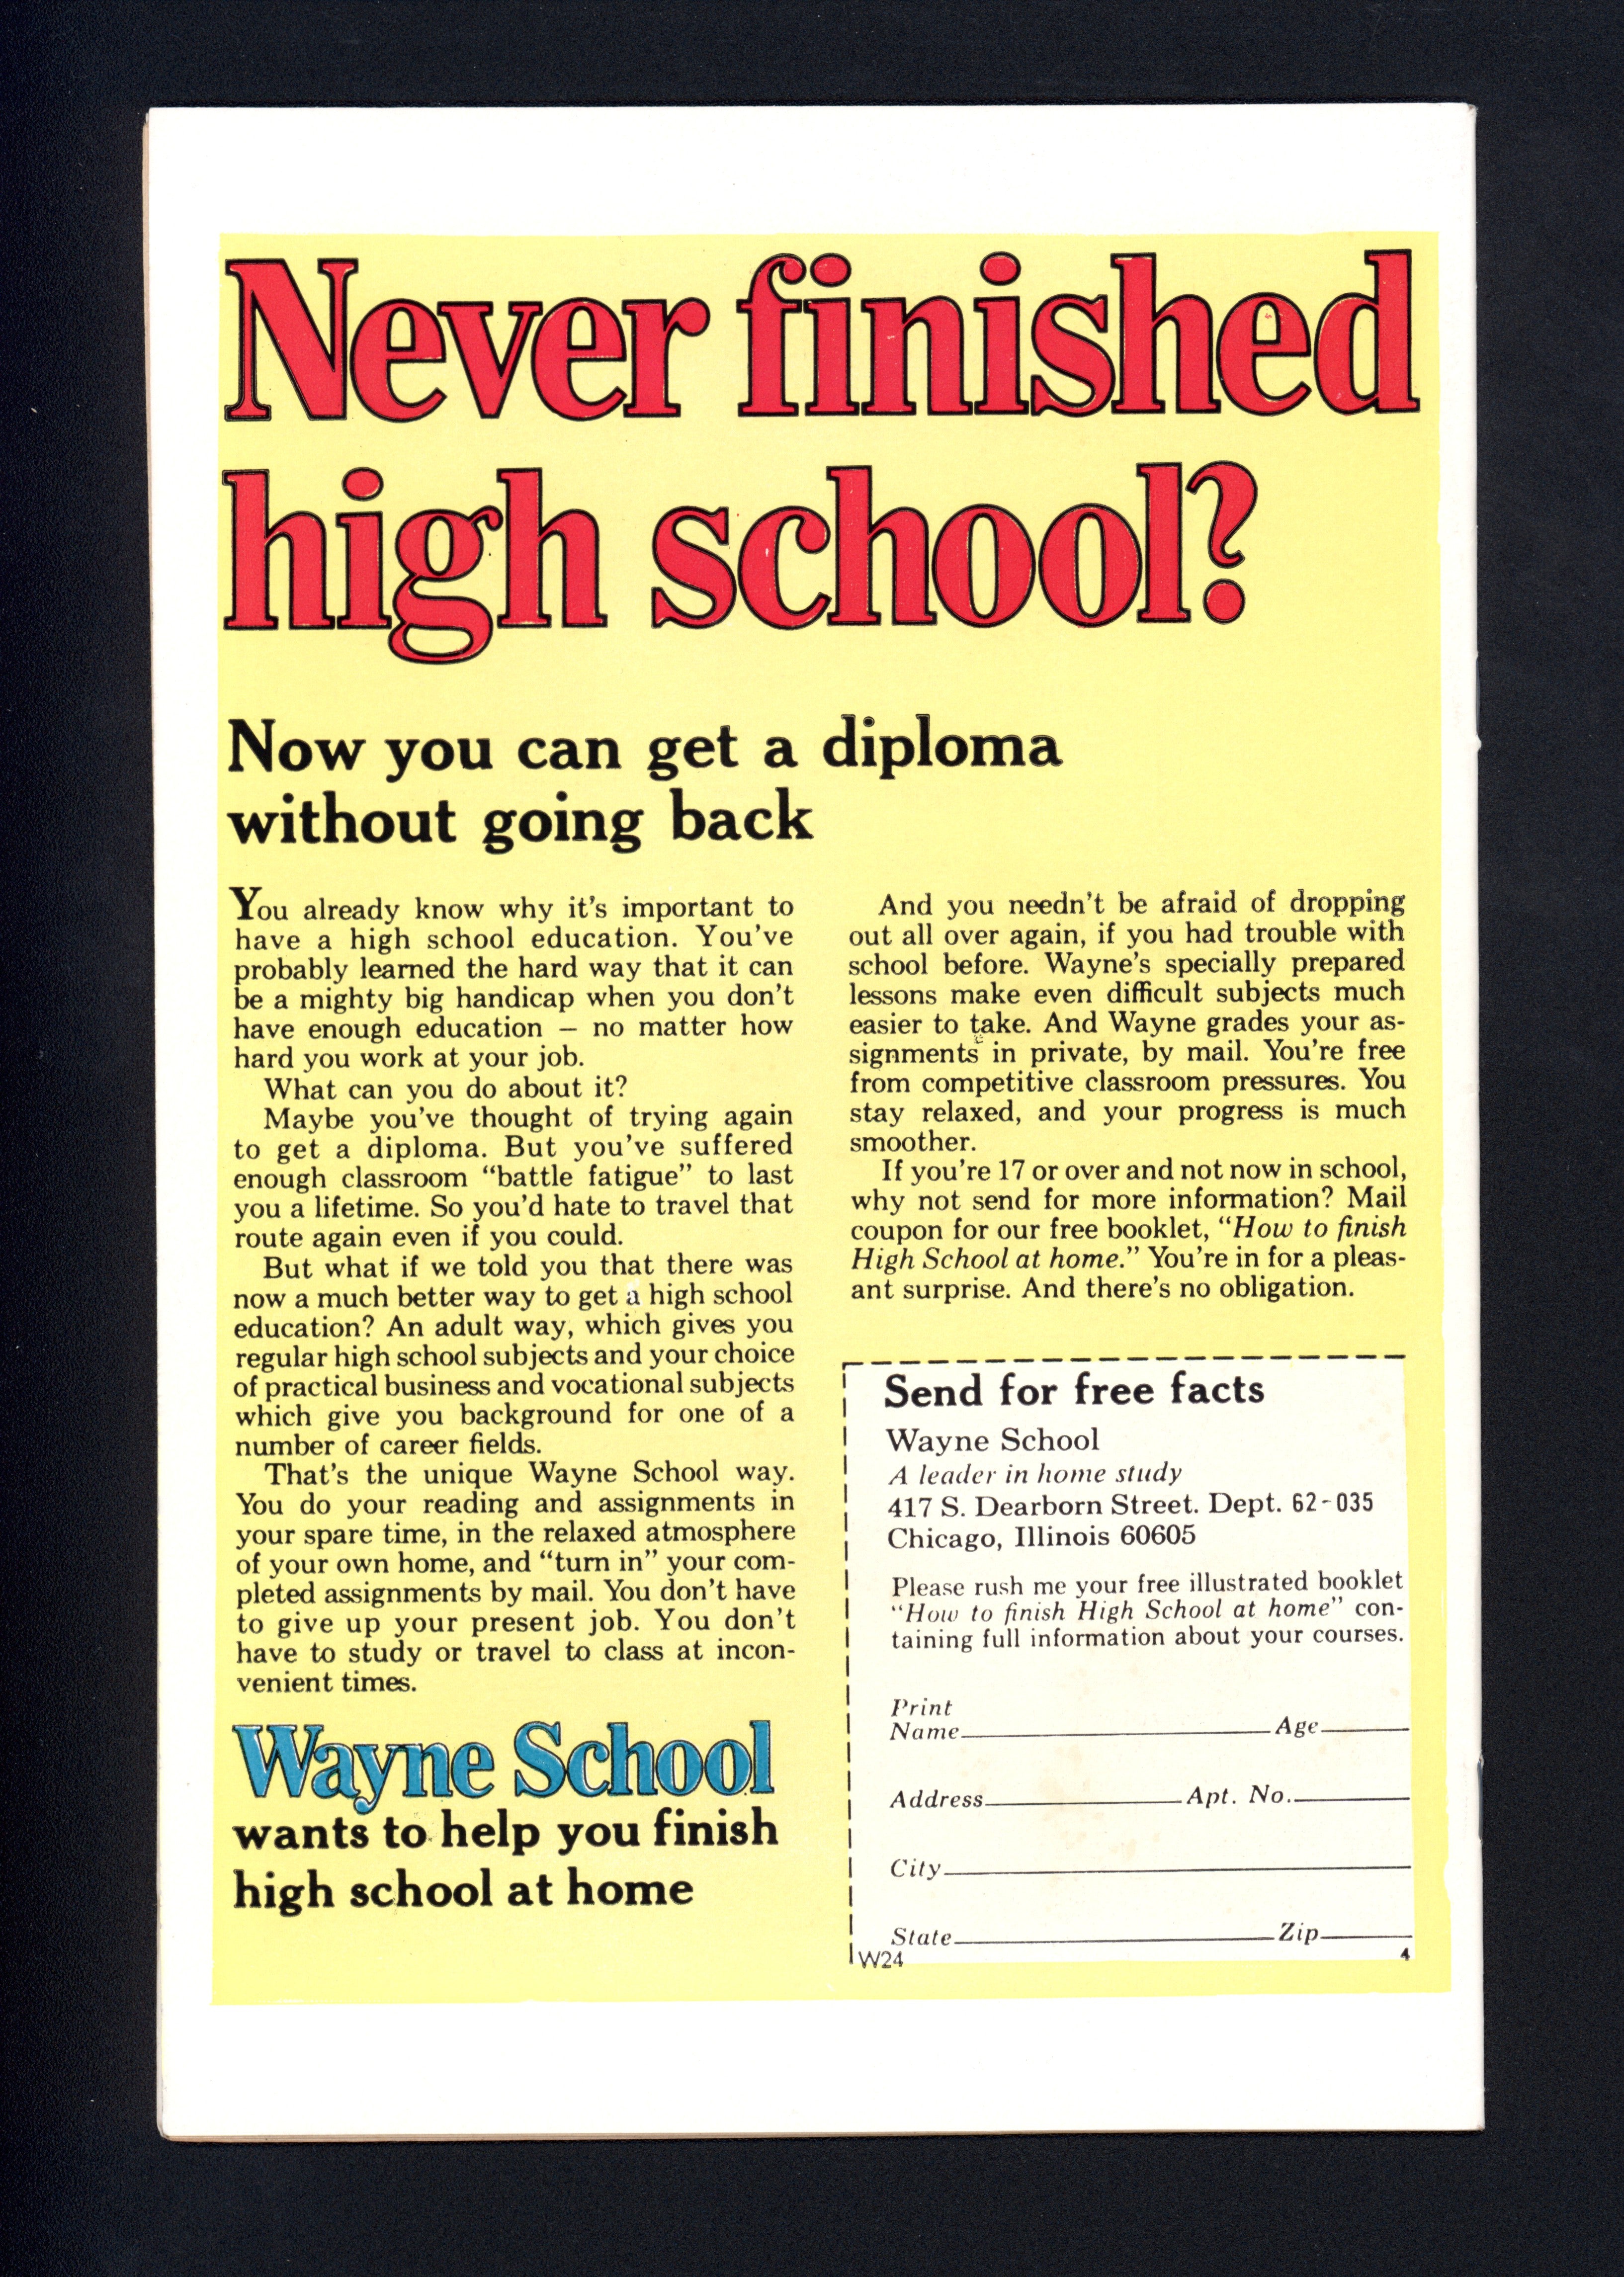 Never finished
high school?
Now you can get a diploma
without going back
You already know why it's important to
have a high school education. You've
probably learned the hard way that it can
be a mighty big handicap when you don't
have enough education – no matter how
hard you work at your job.
What can you do about it?
Maybe you've thought of trying again
to get a diploma. But you've suffered
enough classroom “battle fatigue” to last
you a lifetime. So you'd hate to travel that
route again even if you could.
But what if we told you that there was
now a much better way to get a high school
education? An adult way, which gives you
regular high school subjects and your choice
of practical business and vocational subjects
which give you background for one of a
number of career fields.
That's the unique Wayne School way.
You do your reading and assignments in
your spare time, in the relaxed atmosphere
of your own home, and “turn in” your com-
pleted assignments by mail. You don't have
to give up your present job. You don't
have to study or travel to class at incon-
venient times.
Wayne School
wants to help you finish
high school at home
And you needn't be afraid of dropping
out all over again, if you had trouble with
school before. Wayne's specially prepared
lessons make even difficult subjects much
easier to take. And Wayne grades your as-
signments in private, by mail. You're free
from competitive classroom pressures. You
stay relaxed, and your progress is much
smoother.
If you're 17 or over and not now in school,
why not send for more information? Mail
coupon for our free booklet, “How to finish
High School at home.” You're in for a pleas-
ant surprise. And there's no obligation.
Send for free facts
Wayne School
A leader in home study
417 S. Dearborn Street. Dept. 62-035
Chicago, Illinois 60605
Please rush me your free illustrated booklet
“How to finish High School at home” con-
taining full information about your courses.
Print
Name Age
Address Apt. No.
City
State Zip
W24 4